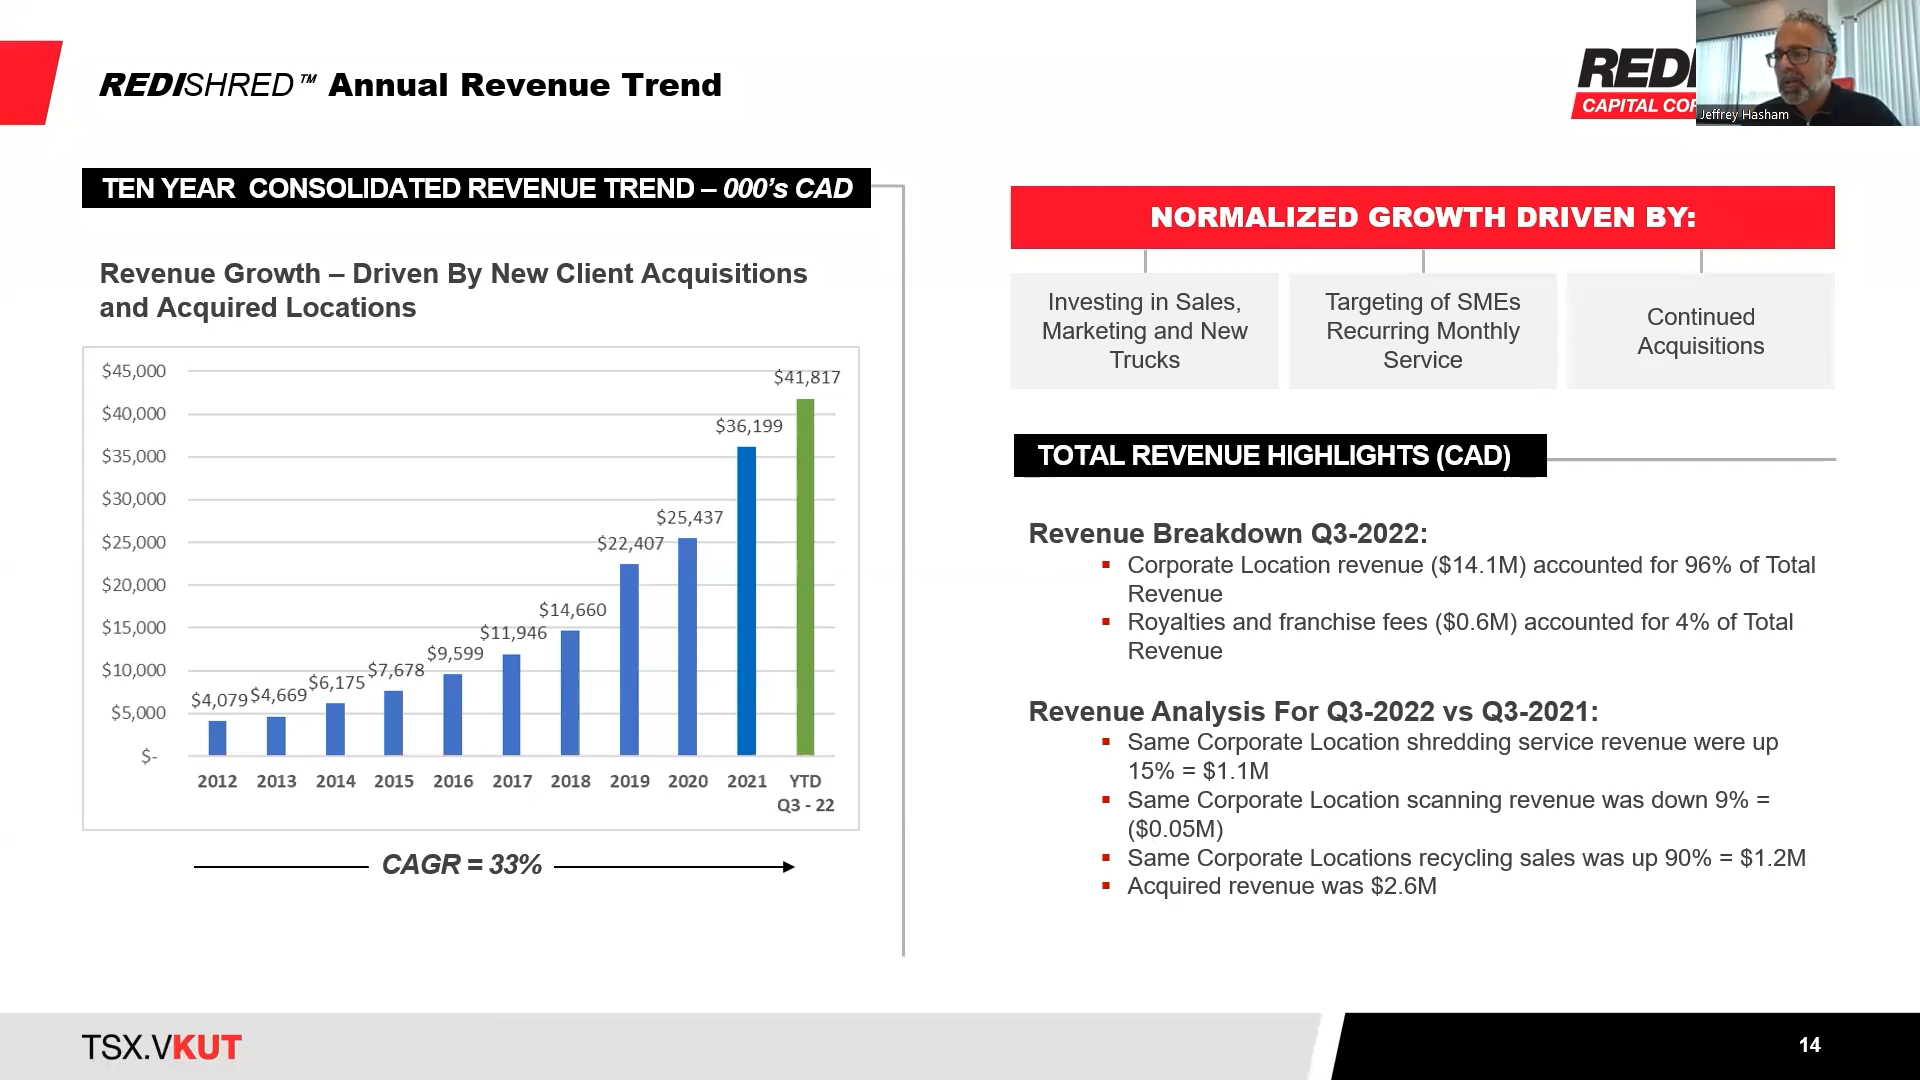 REDISHRED™ Annual Revenue Trend
RED
CAPITAL COR
Jeffrey Hasham
TEN YEAR CONSOLIDATED REVENUE TREND – 000's CAD
Revenue Growth – Driven By New Client Acquisitions
and Acquired Locations
$45,000
$40,000
$35,000
$30,000
$25,000
$20,000
$15,000
$10,000
$5,000
$-
$4,079
$4,669
$6,175
$7,678
$9,599
$11,946
$14,660
$22,407
$25,437
$36,199
$41,817
2012 2013 2014 2015 2016 2017 2018 2019 2020 2021 YTD
Q3 - 22
CAGR = 33%
NORMALIZED GROWTH DRIVEN BY:
Investing in Sales,
Marketing and New
Trucks
Targeting of SMEs
Recurring Monthly
Service
Continued
Acquisitions
TOTAL REVENUE HIGHLIGHTS (CAD)
Revenue Breakdown Q3-2022:
▪ Corporate Location revenue ($14.1M) accounted for 96% of Total
Revenue
▪ Royalties and franchise fees ($0.6M) accounted for 4% of Total
Revenue
Revenue Analysis For Q3-2022 vs Q3-2021:
▪ Same Corporate Location shredding service revenue were up
15% = $1.1M
▪ Same Corporate Location scanning revenue was down 9% =
($0.05M)
▪ Same Corporate Locations recycling sales was up 90% = $1.2M
▪ Acquired revenue was $2.6M
TSX.VKUT
14